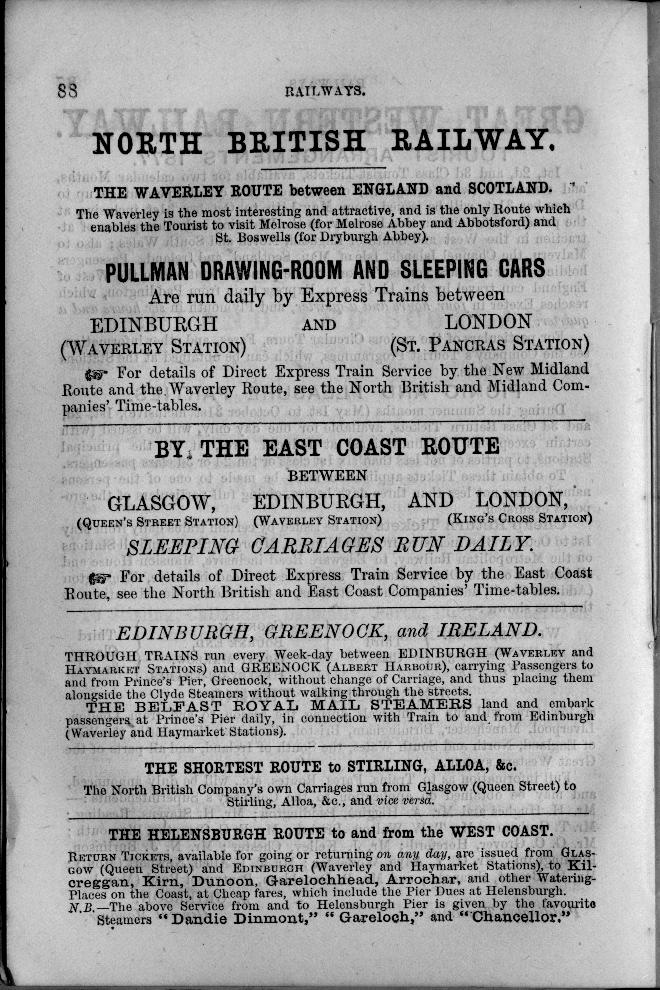 88
RAILWAYS.
NORTH BRITISH RAILWAY.
THE WAVERLEY ROUTE between ENGLAND and SCOTLAND.
The Waverley is the most interesting and attractive, and is the only Route which
enables the Tourist to visit Melrose (for Melrose Abbey and Abbotsford) and
St. Boswells (for Dryburgh Abbey).
PULLMAN DRAWING-ROOM AND SLEEPING CARS
Are run daily by Express Trains between
EDINBURGH AND LONDON
(WAVERLEY STATION) (ST. PANCRAS STATION)
☞ For details of Direct Express Train Service by the New Midland
Route and the Waverley Route, see the North British and Midland Com-
panies' Time-tables.
BY THE EAST COAST ROUTE
BETWEEN
GLASGOW, EDINBURGH, AND LONDON,
(QUEEN'S STREET STATION) (WAVERLEY STATION) (KING'S CROSS STATION)
SLEEPING CARRIAGES RUN DAILY.
☞ For details of Direct Express Train Service by the East Coast
Route, see the North British and East Coast Companies' Time-tables.
EDINBURGH, GREENOCK, and IRELAND.
THROUGH TRAINS run every Week-day between EDINBURGH (WAVERLEY and
HAYMARKET STATIONS) and GREENOCK (ALBERT HARBOUR), carrying Passengers to
and from Prince's Pier, Greenock, without change of Carriage, and thus placing them
alongside the Clyde Steamers without walking through the streets.
THE BELFAST ROYAL MAIL STEAMERS land and embark
passengers at Prince's Pier daily, in connection with Train to and from Edinburgh
(Waverley and Haymarket Stations).
THE SHORTEST ROUTE to STIRLING, ALLOA, &c.
The North British Company's own Carriages run from Glasgow (Queen Street) to
Stirling, Alloa, &c., and vice versa.
THE HELENSBURGH ROUTE to and from the WEST COAST.
RETURN TICKETS, available for going or returning on any day, are issued from GLAS-
GOW (Queen Street) and EDINBURGH (Waverley and Haymarket Stations), to Kil-
creggan, Kirn, Dunoon, Garelochhead, Arrochar, and other Watering-
Places on the Coast, at Cheap fares, which include the Pier Dues at Helensburgh.
N.B.—The above Service from and to Helensburgh Pier is given by the favourite
Steamers "Dandie Dinmont," "Gareloch," and "Chancellor."